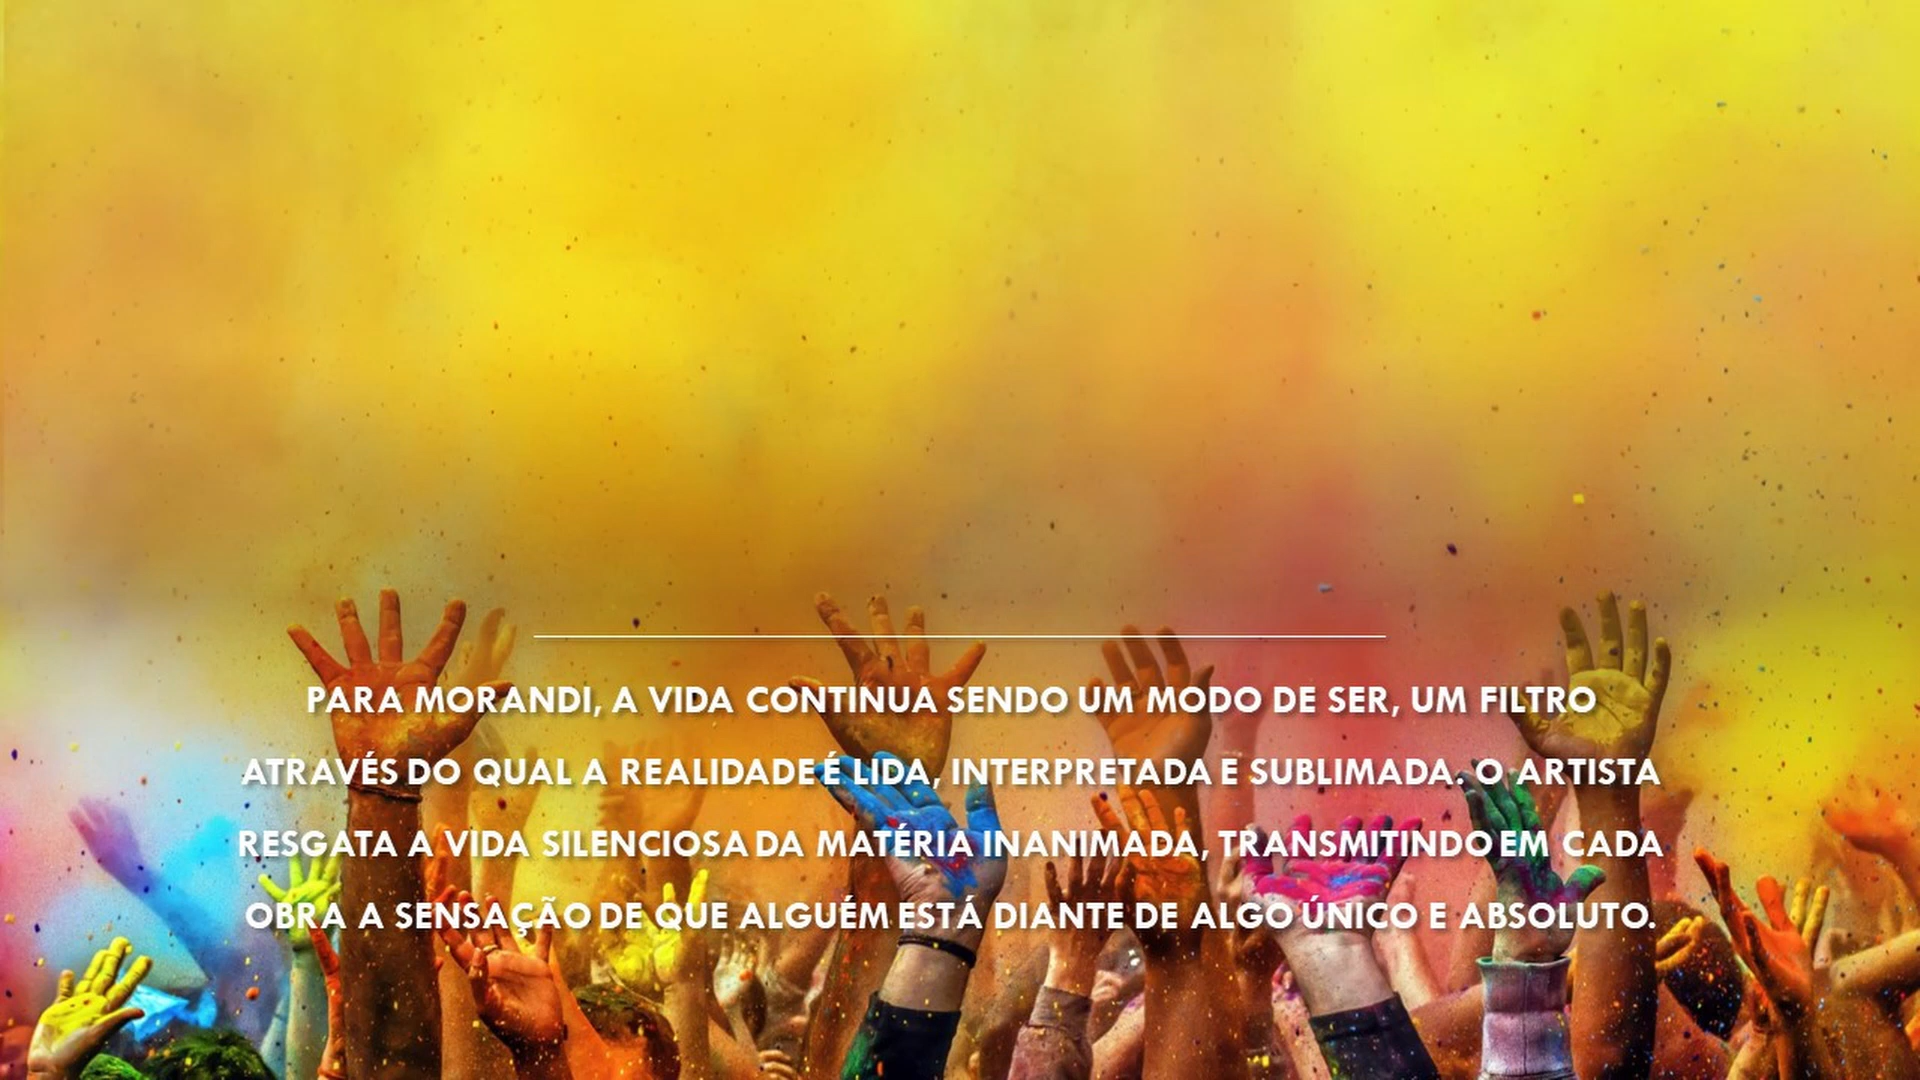 PARA MORANDI, A VIDA CONTINUA SENDO UM MODO DE SER, UM FILTRO
ATRAVÉS DO QUAL A REALIDADE É LIDA, INTERPRETADA E SUBLIMADA. O ARTISTA
RESGATA A VIDA SILENCIOSA DA MATÉRIA INANIMADA, TRANSMITINDO EM CADA
OBRA A SENSAÇÃO DE QUE ALGUÉM ESTÁ DIANTE DE ALGO ÚNICO E ABSOLUTO.